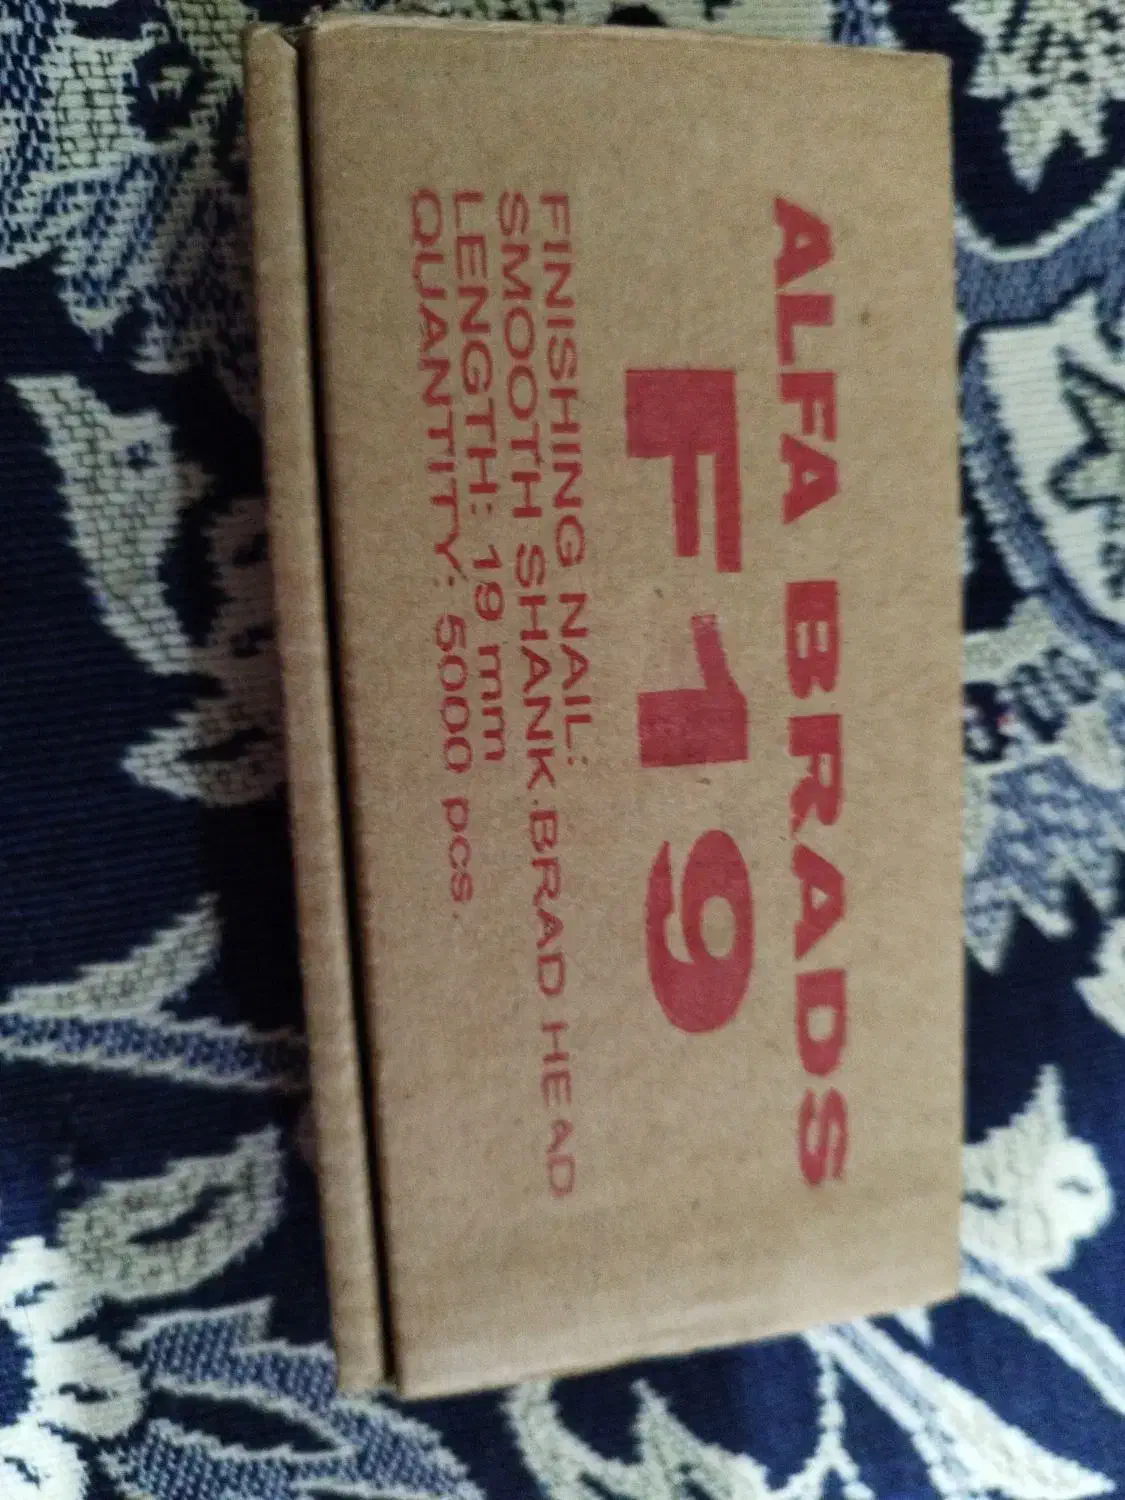 ALFA BRADS
F19
FINISHING NAIL:
SMOOTH SHANK.BRAD HEAD
LENGTH: 19 mm
QUANTITY: 5000 pcs.